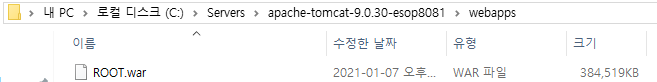 내 PC > 로컬 디스크 (C:) > Servers > apache-tomcat-9.0.30-esop8081 > webapps
이름 수정한 날짜 유형 크기
ROOT.war 2021-01-07 오후... WAR 파일 384,519KB